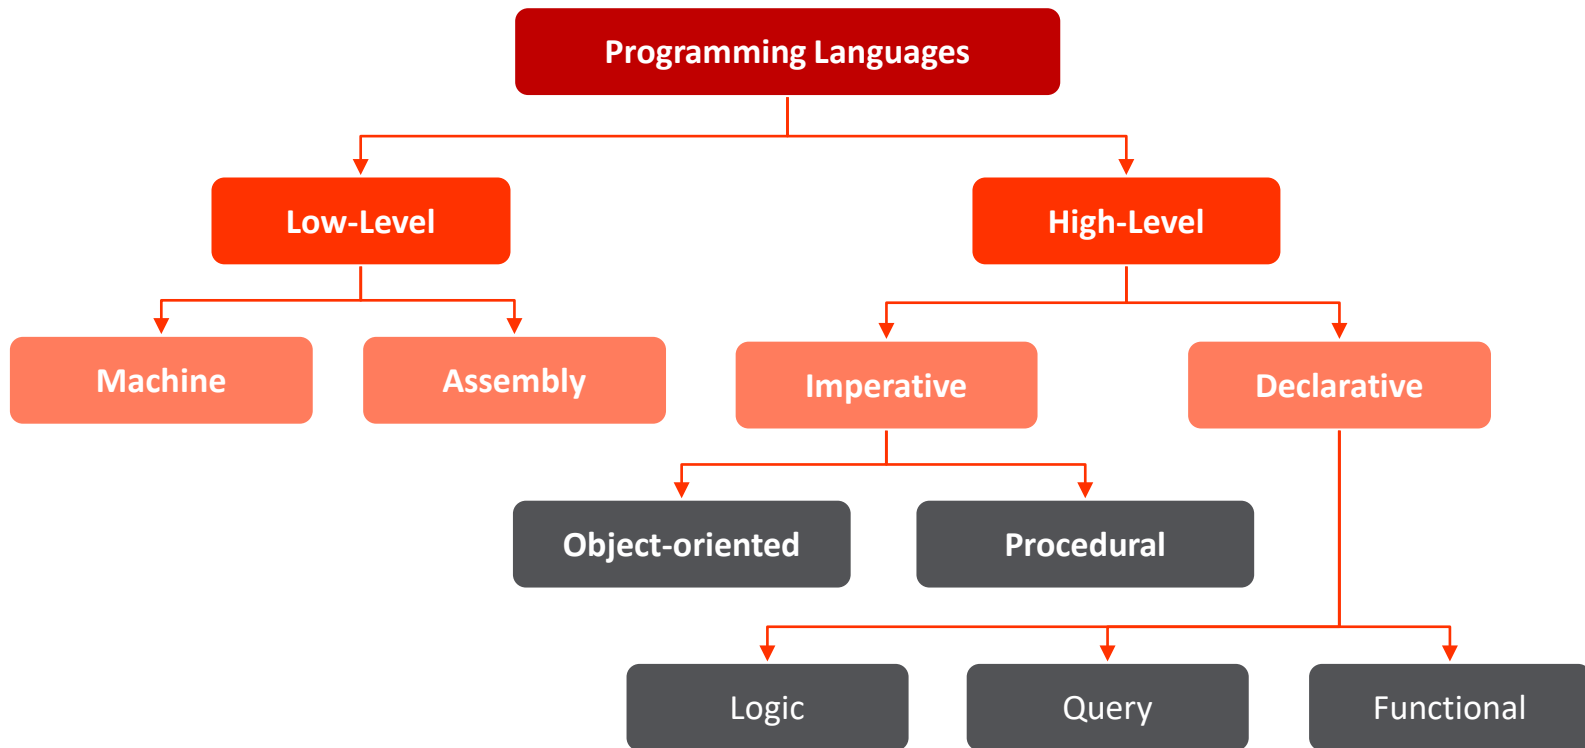 Programming Languages
Low-Level
High-Level
Machine
Assembly
Imperative
Declarative
Object-oriented
Procedural
Logic
Query
Functional